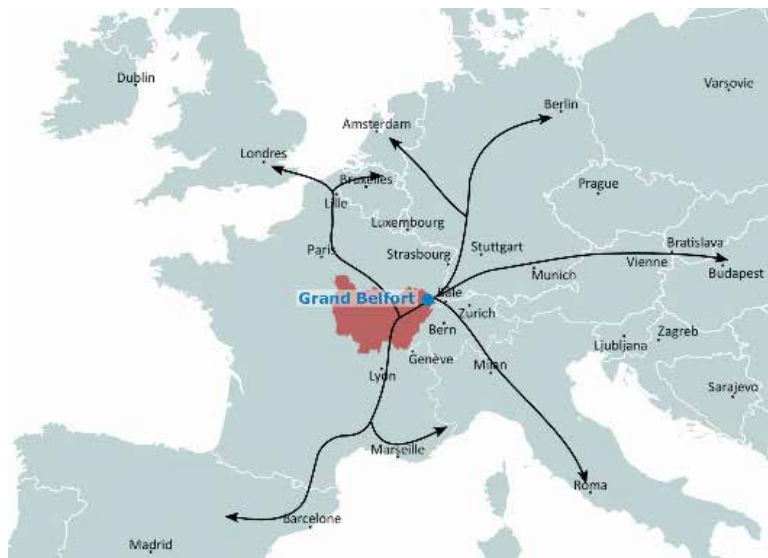 Dublin
Varsovie
Berlin
Amsterdam
Londres
Bruxelles
Lille
Prague
Luxembourg
Paris
Strasbourg
Stuttgart
Bratislava
Vienne
Munich
Budapest
Grand Belfort
Bale
Zurich
Bern
Genève
Zagreb
Ljubljana
Milan
Lyon
Sarajevo
Marseille
Roma
Barcelone
Madrid